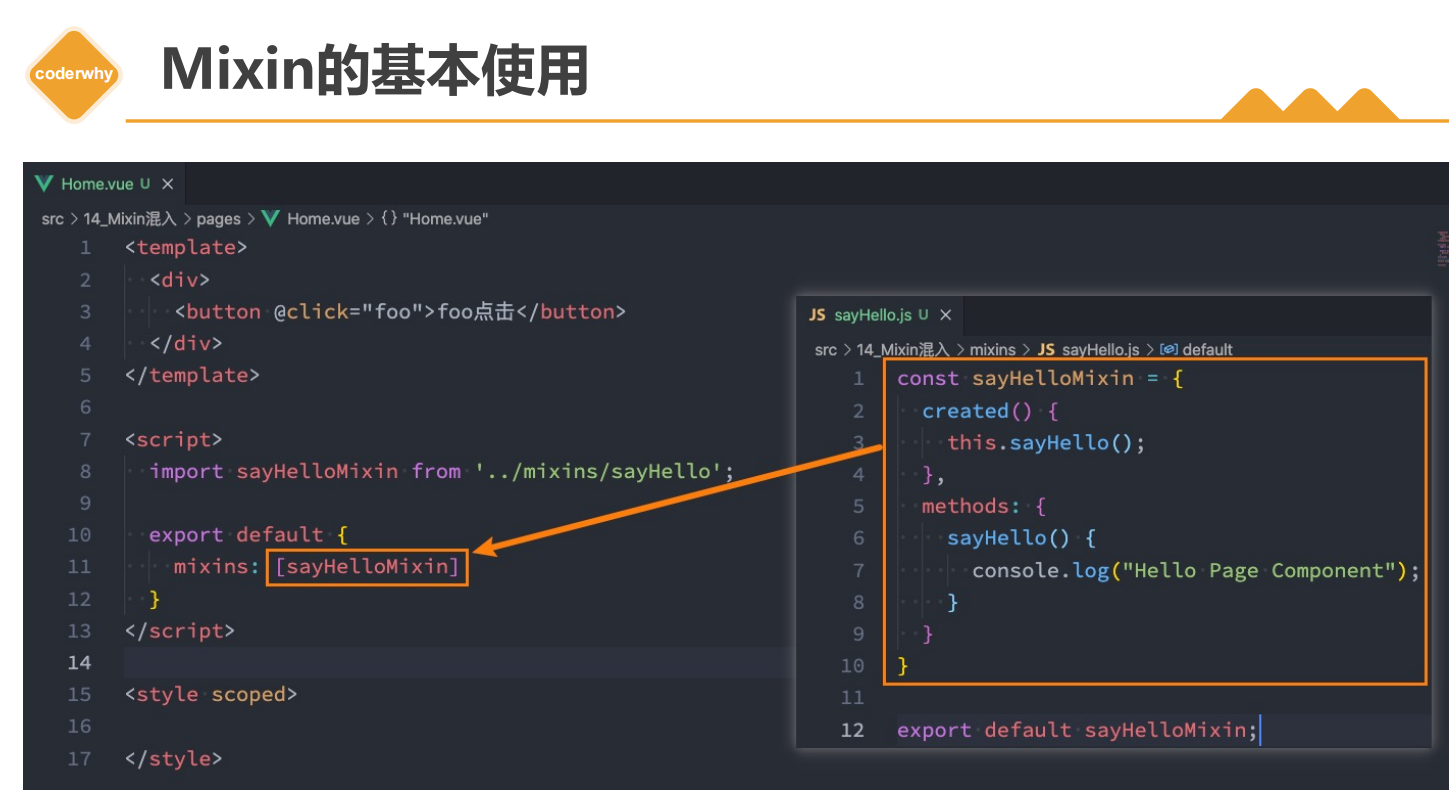 coderwhy
Mixin的基本使用
Home.vue U ×
src > 14_Mixin混入 > pages > Home.vue > {} "Home.vue"
1 <template>
2 <div>
3 <button @click="foo">foo点击</button>
4 </div>
5 </template>
6
7 <script>
8 import sayHelloMixin from '../mixins/sayHello';
9
10 export default {
11 mixins: [sayHelloMixin]
12 }
13 </script>
14
15 <style scoped>
16
17 </style>
JS sayHello.js U ×
src > 14_Mixin混入 > mixins > JS sayHello.js > default
1 const sayHelloMixin = {
2 created() {
3 this.sayHello();
4 },
5 methods: {
6 sayHello() {
7 console.log("Hello Page Component");
8 }
9 }
10 }
11
12 export default sayHelloMixin;